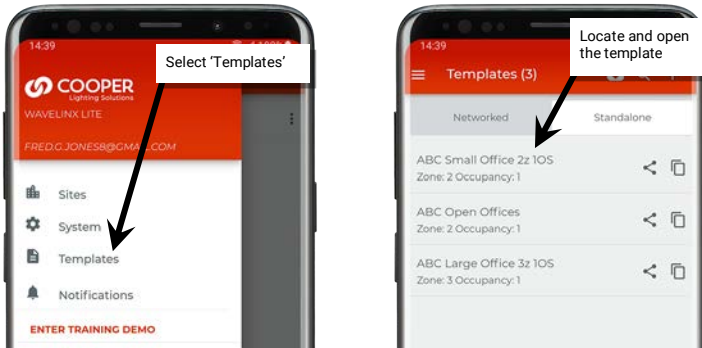 14:39
Select ‘Templates’
COOPER
Lighting Solutions
WAVELINX LITE
FRED.G.JONES8@GMAIL.COM
Sites
System
Templates
Notifications
ENTER TRAINING DEMO
14:39
Locate and open
the template
Templates (3)
Networked
Standalone
ABC Small Office 2z 1OS
Zone: 2 Occupancy: 1
ABC Open Offices
Zone: 2 Occupancy: 1
ABC Large Office 3z 1OS
Zone: 3 Occupancy: 1